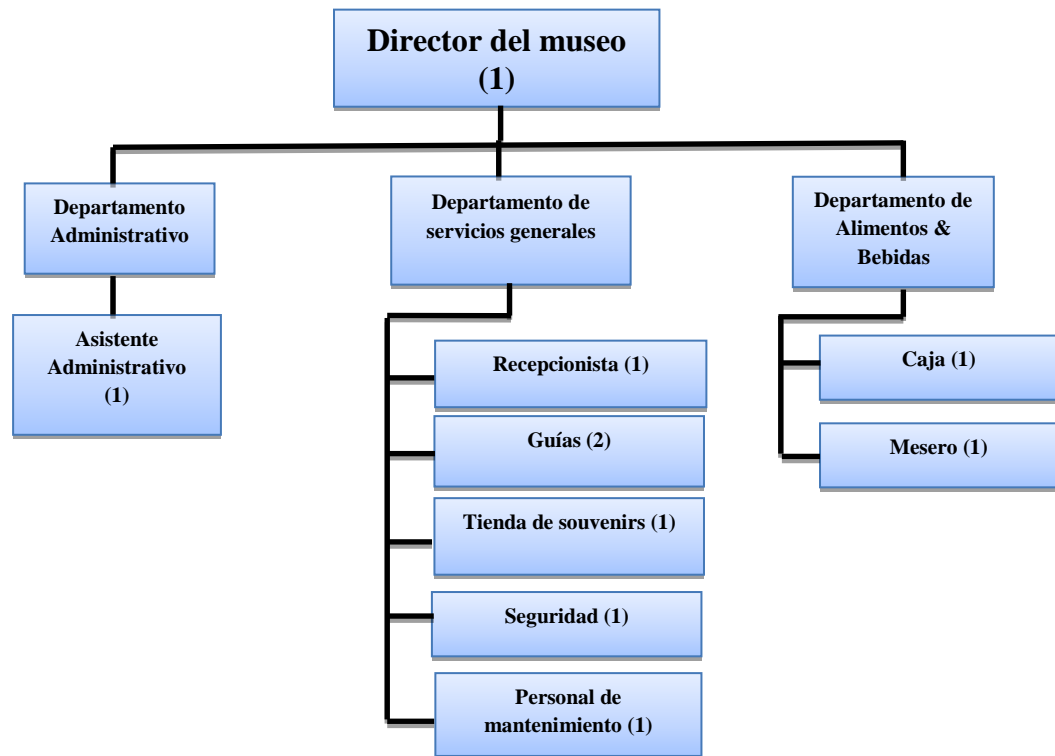 Director del museo
(1)
Departamento
Administrativo
Departamento de
servicios generales
Departamento de
Alimentos &
Bebidas
Asistente
Administrativo
(1)
Recepcionista (1)
Guías (2)
Tienda de souvenirs (1)
Seguridad (1)
Personal de
mantenimiento (1)
Caja (1)
Mesero (1)